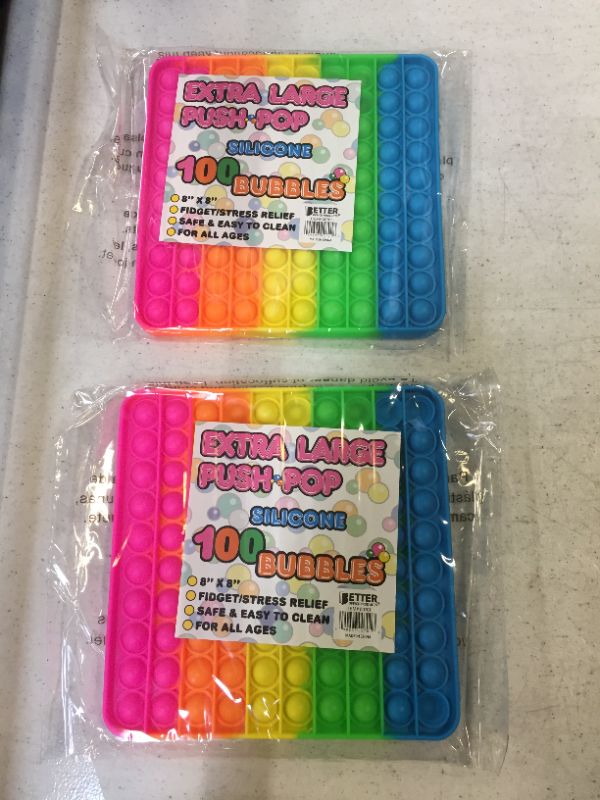 EXTRA LARGE
PUSH-POP
SILICONE
100 BUBBLES
8" X 8"
FIDGET/STRESS RELIEF
SAFE & EASY TO CLEAN
FOR ALL AGES
BETTER
EXTRA LARGE
PUSH-POP
SILICONE
100 BUBBLES
8" X 8"
FIDGET/STRESS RELIEF
SAFE & EASY TO CLEAN
FOR ALL AGES
BETTER